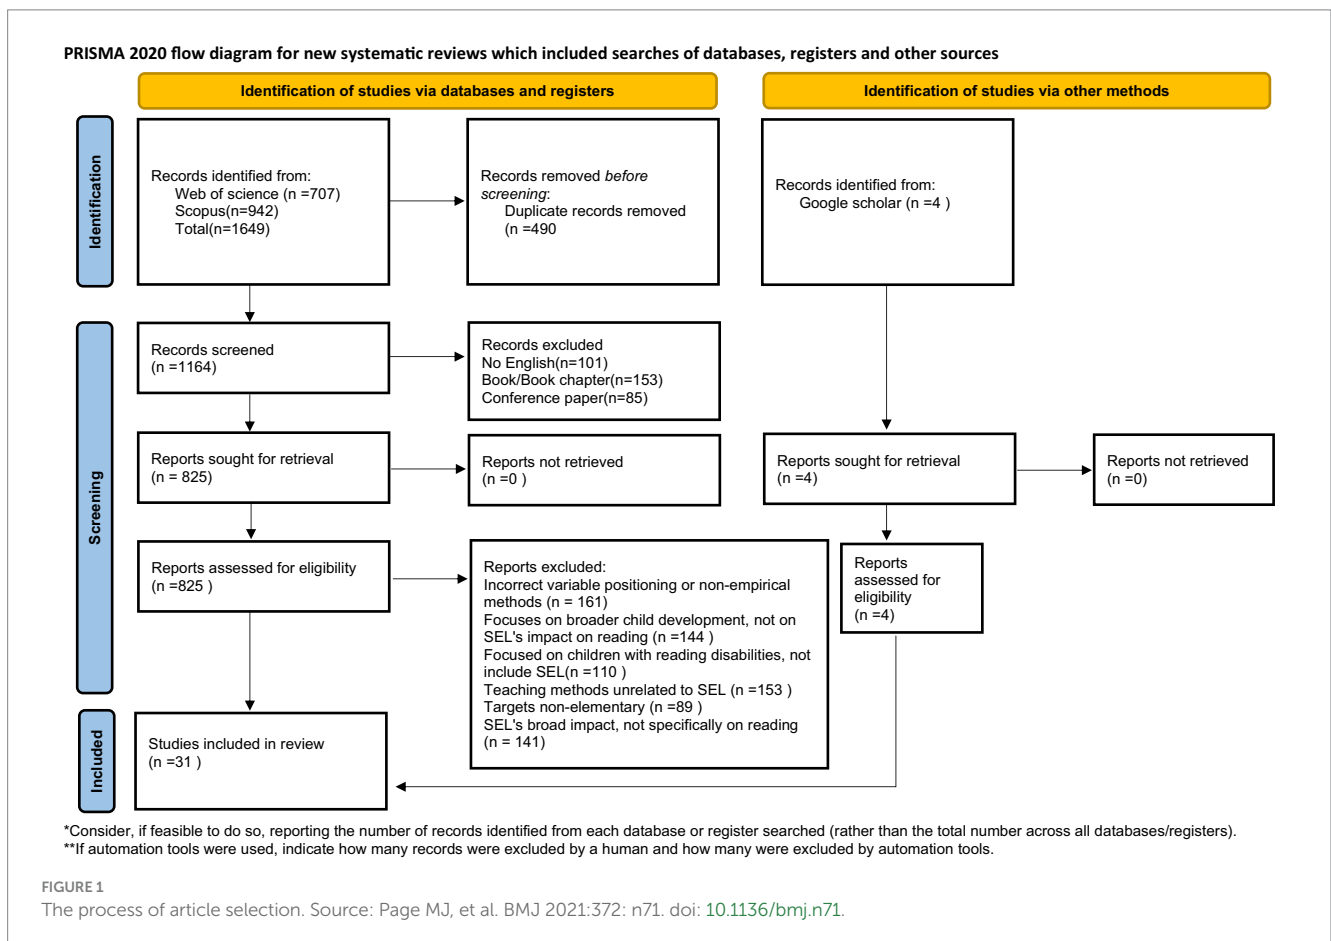 PRISMA 2020 flow diagram for new systematic reviews which included searches of databases, registers and other sources
Identification of studies via databases and registers
Identification of studies via other methods
Identification
Records identified from:
Web of science (n =707)
Scopus(n=942)
Total(n=1649)
Records removed before
screening:
Duplicate records removed
(n =490
Records identified from:
Google scholar (n =4 )
Screening
Records screened
(n =1164)
Records excluded
No English(n=101)
Book/Book chapter(n=153)
Conference paper(n=85)
Reports sought for retrieval
(n = 825)
Reports not retrieved
(n =0 )
Reports sought for retrieval
(n =4)
Reports not retrieved
(n =0)
Reports assessed for eligibility
(n =825 )
Reports excluded:
Incorrect variable positioning or non-empirical
methods (n = 161)
Focuses on broader child development, not on
SEL's impact on reading (n =144 )
Focused on children with reading disabilities, not
include SEL(n =110 )
Teaching methods unrelated to SEL (n =153 )
Targets non-elementary (n =89 )
SEL's broad impact, not specifically on reading
(n = 141)
Reports
assessed for
eligibility
(n =4)
Included
Studies included in review
(n =31 )
*Consider, if feasible to do so, reporting the number of records identified from each database or register searched (rather than the total number across all databases/registers).
**If automation tools were used, indicate how many records were excluded by a human and how many were excluded by automation tools.
FIGURE 1
The process of article selection. Source: Page MJ, et al. BMJ 2021:372: n71. doi: 10.1136/bmj.n71.